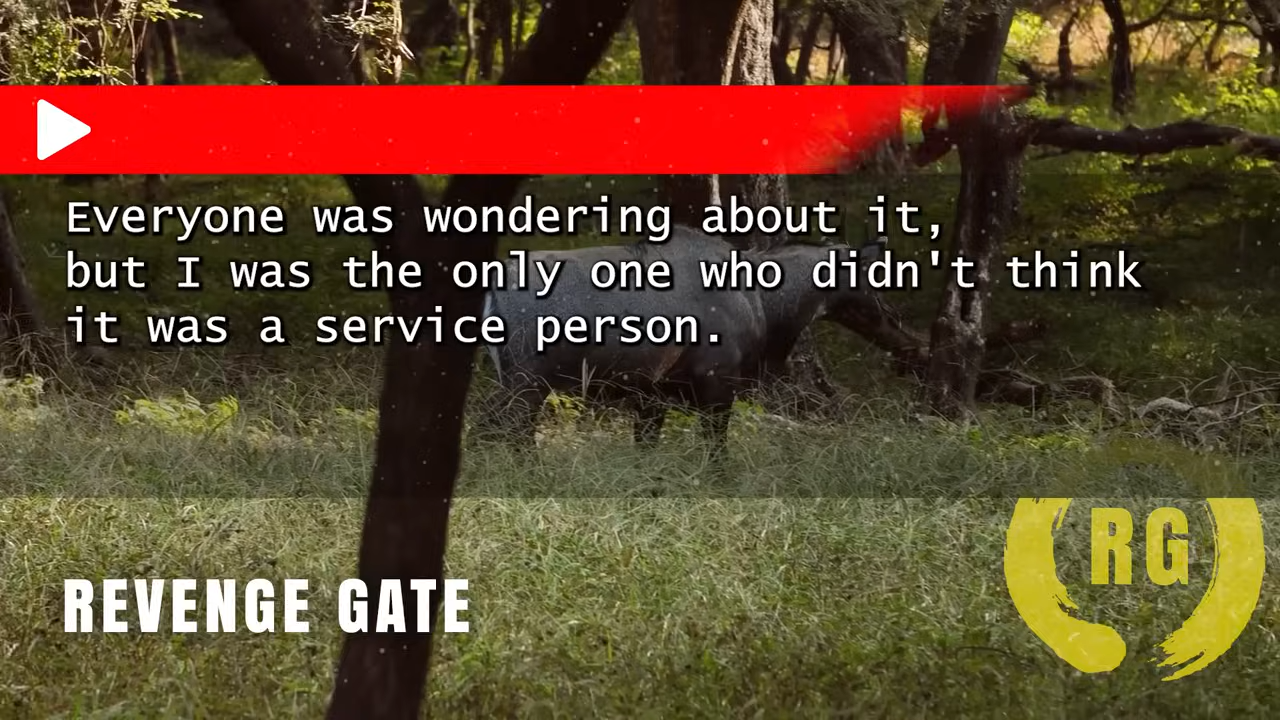 Everyone was wondering about it,
but I was the only one who didn't think
it was a service person.
RG
REVENGE GATE